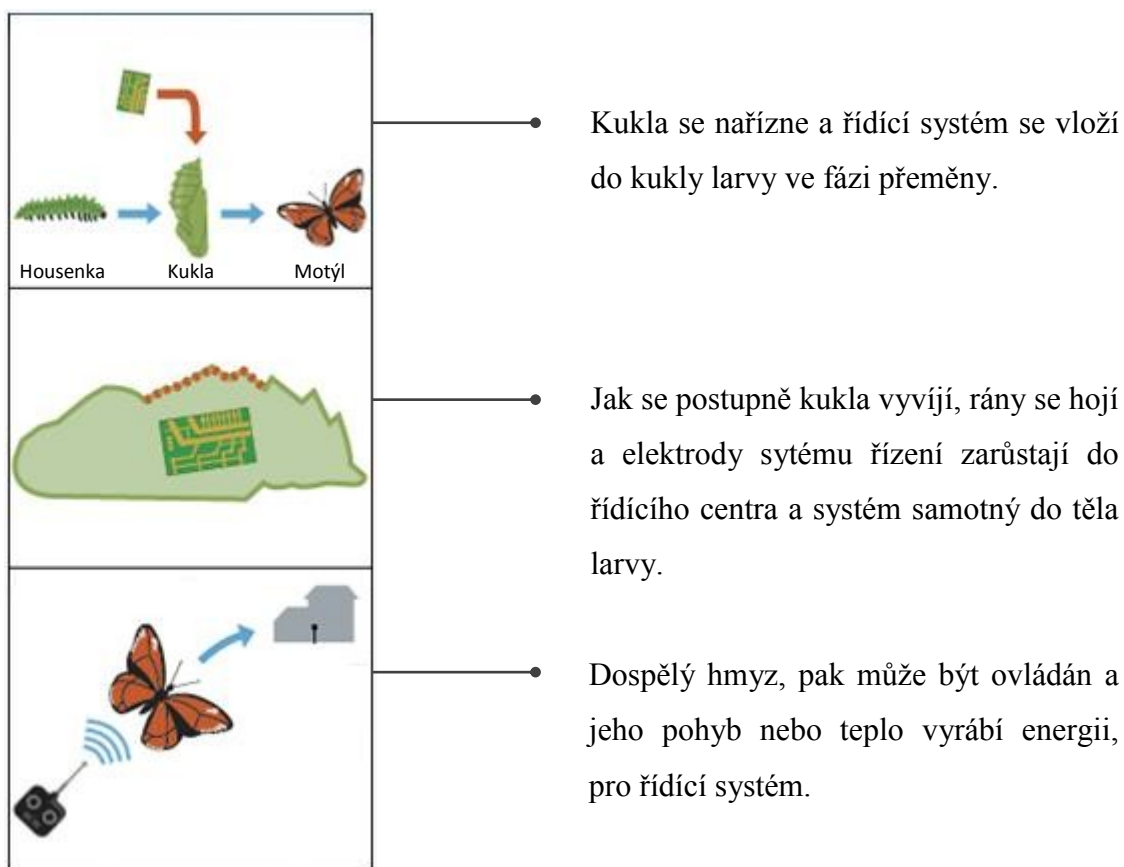 Housenka Kukla Motýl
Kukla se nařízne a řídící systém se vloží
do kukly larvy ve fázi přeměny.
Jak se postupně kukla vyvíjí, rány se hojí
a elektrody sytému řízení zarůstají do
řídícího centra a systém samotný do těla
larvy.
Dospělý hmyz, pak může být ovládán a
jeho pohyb nebo teplo vyrábí energii,
pro řídící systém.